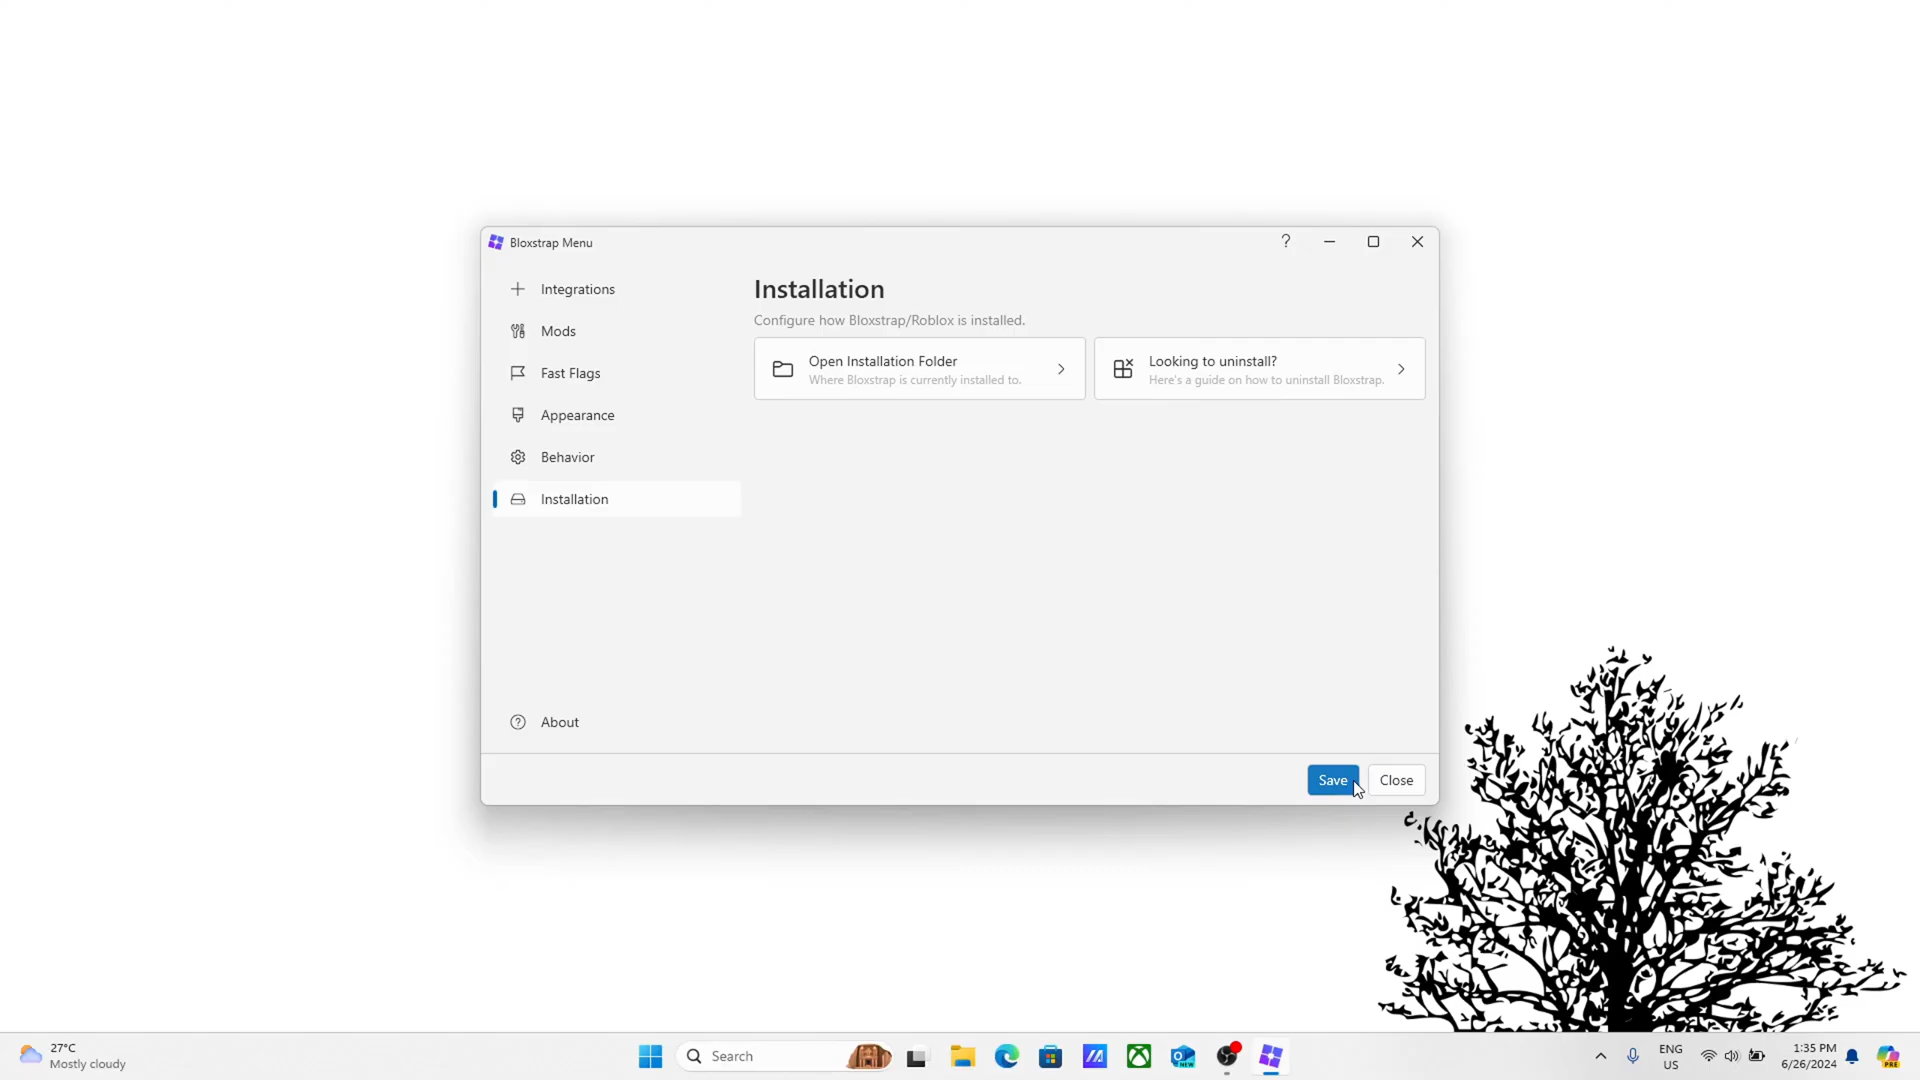 Bloxstrap Menu
?
Integrations
Mods
Fast Flags
Appearance
Behavior
Installation
About
Installation
Configure how Bloxstrap/Roblox is installed.
Open Installation Folder
Where Bloxstrap is currently installed to.
Looking to uninstall?
Here's a guide on how to uninstall Bloxstrap.
Save
Close
27°C
Mostly cloudy
Search
NEW
ENG
US
1:35 PM
6/26/2024
PRE